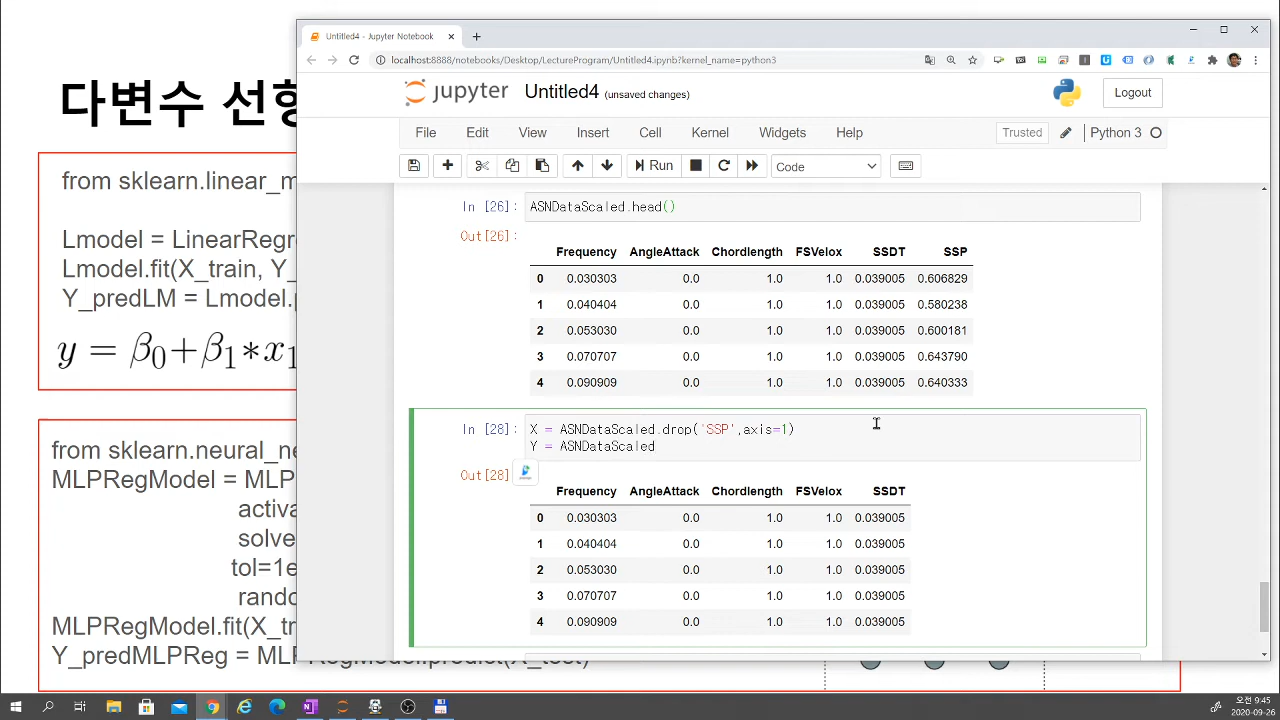 다변수 선형
from sklearn.linear_m
Lmodel = LinearRegre
Lmodel.fit(X_train, Y_
Y_predLM = Lmodel.p
y = β0+β1*x1
from sklearn.neural_ne
MLPRegModel = MLP
activa
solve
tol=1e
rando
MLPRegModel.fit(X_tr
Y_predMLPReg = MLPRegModel.predict(X_test)
Untitled4 - Jupyter Notebook
localhost:8888/notebooks/Desktop/LectureProgram/Untitled4.ipynb?kernel_name=python3
jupyter Untitled4 (unsaved changes)
Logout
File Edit View Insert Cell Kernel Widgets Help
Trusted Python 3
Run Code
In [26]: ASNDataScaled.head()
Out[26]:
Frequency AngleAttack Chordlength FSVelox SSDT SSP
0 0.030303 0.0 1.0 1.0 0.039005 0.606829
1 0.040404 0.0 1.0 1.0 0.039005 0.580238
2 0.053030 0.0 1.0 1.0 0.039005 0.600181
3 0.070707 0.0 1.0 1.0 0.039005 0.643790
4 0.090909 0.0 1.0 1.0 0.039005 0.640333
In [28]: X = ASNDataScaled.drop('SSP',axis=1)
Y = ASNDataScaled
Out[28]:
Frequency AngleAttack Chordlength FSVelox SSDT
0 0.030303 0.0 1.0 1.0 0.039005
1 0.040404 0.0 1.0 1.0 0.039005
2 0.053030 0.0 1.0 1.0 0.039005
3 0.070707 0.0 1.0 1.0 0.039005
4 0.090909 0.0 1.0 1.0 0.039005
오전 9:45
2020-09-26